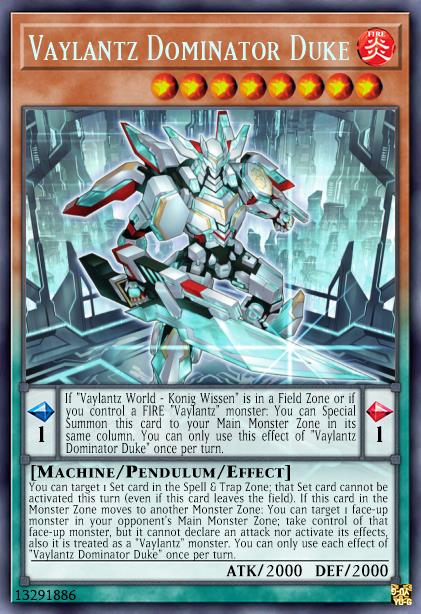 Vaylantz Dominator Duke
FIRE
炎
If "Vaylantz World - Konig Wissen" is in a Field Zone or if
you control a FIRE "Vaylantz" monster: You can Special
Summon this card to your Main Monster Zone in its
same column. You can only use this effect of "Vaylantz
Dominator Duke" once per turn.
1
1
[Machine/Pendulum/Effect]
You can target 1 Set card in the Spell & Trap Zone; that Set card cannot be
activated this turn (even if this card leaves the field). If this card in the
Monster Zone moves to another Monster Zone: You can target 1 face-up
monster in your opponent's Main Monster Zone; take control of that
face-up monster, but it cannot declare an attack nor activate its effects,
also it is treated as a "Vaylantz" monster. You can only use each effect of
"Vaylantz Dominator Duke" once per turn.
ATK/2000 DEF/2000
13291886